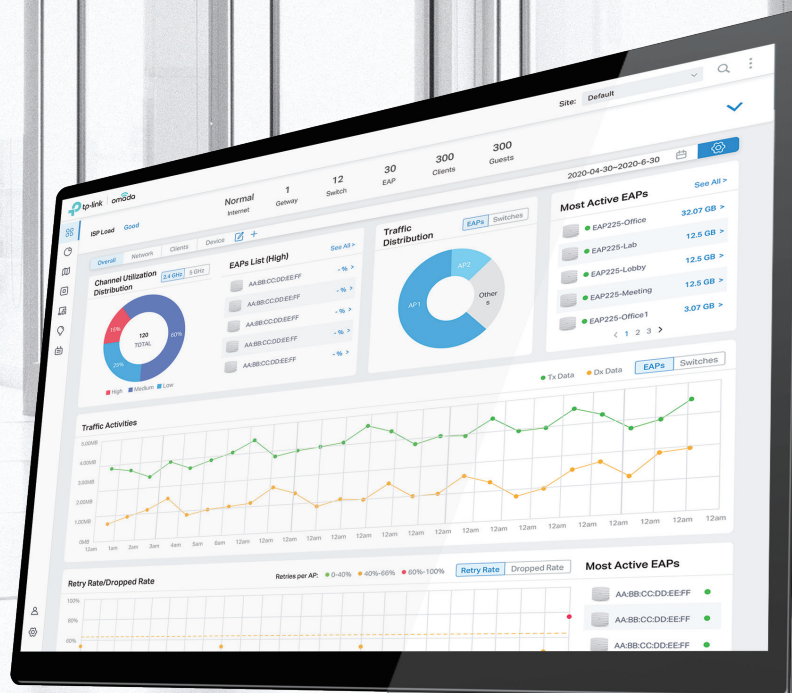 Site: Default
tp-link omada
Normal 1 12 30 300 300
Internet Getway Switch EAP Clients Guests
ISP Load Good
2020-04-30~2020-6-30
Overall Network Clients Device
Channel Utilization Distribution
2.4 GHz 5 GHz
15%
60%
25%
120
TOTAL
High Medium Low
EAPs List (High) See All >
AA:BB:CC:DD:EE:FF - % >
AA:BB:CC:DD:EE:FF - % >
AA:BB:CC:DD:EE:FF - % >
AA:BB:CC:DD:EE:FF - % >
AA:BB:CC:DD:EE:FF - % >
Traffic
Distribution
EAPs Switches
AP2
AP1
Other
s
Most Active EAPs See All >
EAP225-Office 32.07 GB >
EAP225-Lab 12.5 GB >
EAP225-Lobby 12.5 GB >
EAP225-Meeting 12.5 GB >
EAP225-Office1 3.07 GB >
< 1 2 3 >
Tx Data Dx Data EAPs Switches
Traffic Activities
5.00MB
4.00MB
3.00MB
2.00MB
1.00MB
0MB
12am 1am 2am 3am 4am 5am 6am 12am 12am 12am 12am 12am 12am 12am 12am 12am 12am 12am 12am 12am 12am 12am 12am 12am
Retry Rate/Dropped Rate
Retries per AP: 0-40% 40%-66% 60%-100%
Retry Rate Dropped Rate
100%
80%
60%
Most Active EAPs
AA:BB:CC:DD:EE:FF
AA:BB:CC:DD:EE:FF
AA:BB:CC:DD:EE:FF